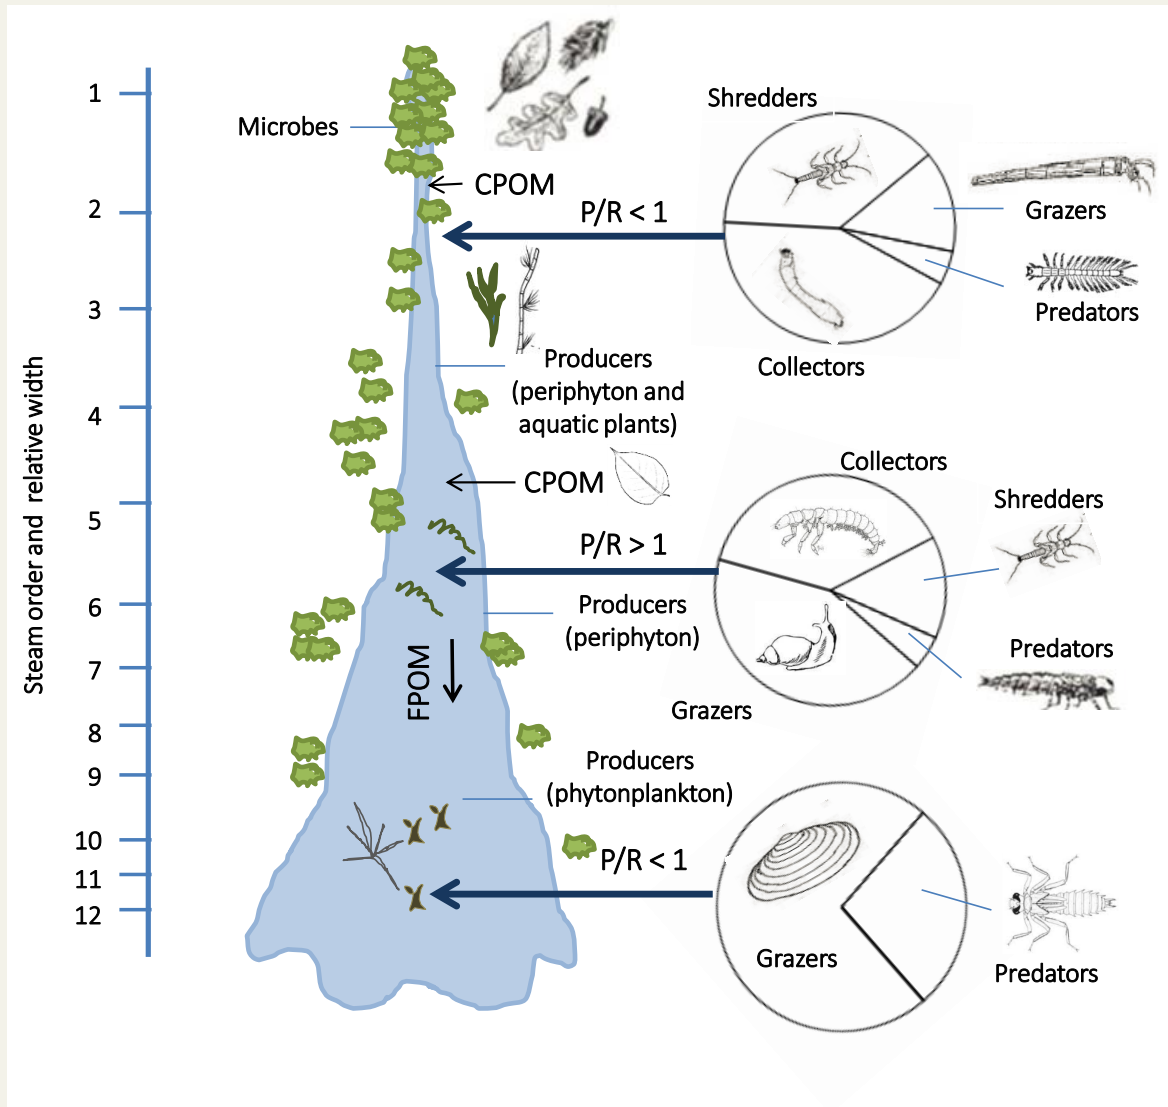 Steam order and relative width
1
2
3
4
5
6
7
8
9
10
11
12
Microbes
CPOM
P/R < 1
Shredders
Grazers
Predators
Collectors
Producers
(periphyton and
aquatic plants)
CPOM
P/R > 1
Collectors
Shredders
Predators
Grazers
Producers
(periphyton)
FPOM
Producers
(phytonplankton)
P/R < 1
Grazers
Predators